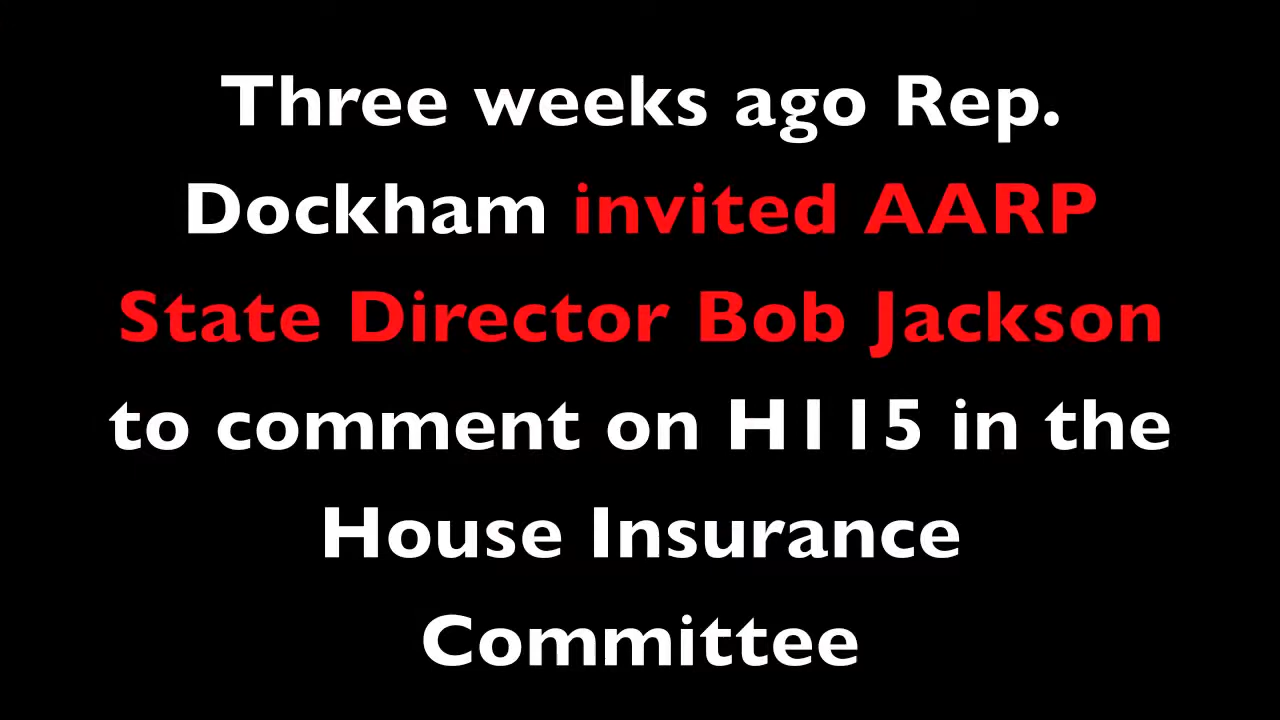 Three weeks ago Rep.
Dockham invited AARP
State Director Bob Jackson
to comment on H115 in the
House Insurance
Committee